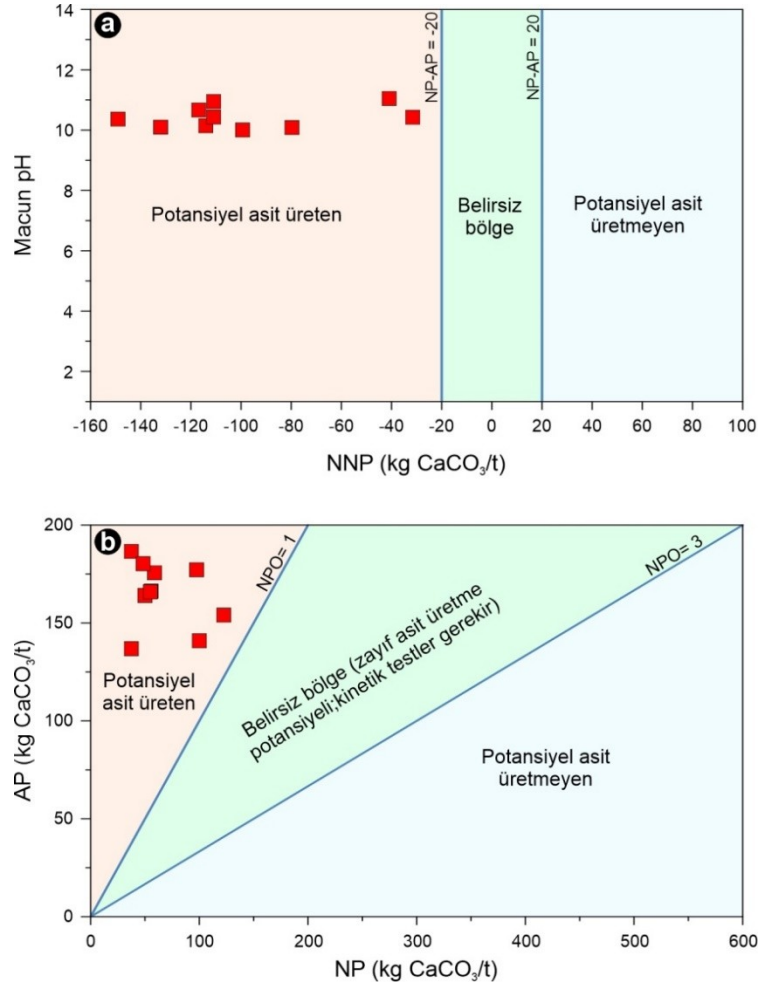 a
14
12
10
8
6
4
2
Macun pH
NP-AP = -20
NP-AP = 20
Potansiyel asit üreten
Belirsiz
bölge
Potansiyel asit
üretmeyen
-160 -140 -120 -100 -80 -60 -40 -20 0 20 40 60 80 100
NNP (kg CaCO₃/t)
b
200
150
100
50
0
AP (kg CaCO₃/t)
NPO= 1
NPO= 3
Potansiyel
asit üreten
Belirsiz bölge (zayıf asit üretme
potansiyeli;kinetik testler gerekir)
Potansiyel asit
üretmeyen
0 100 200 300 400 500 600
NP (kg CaCO₃/t)